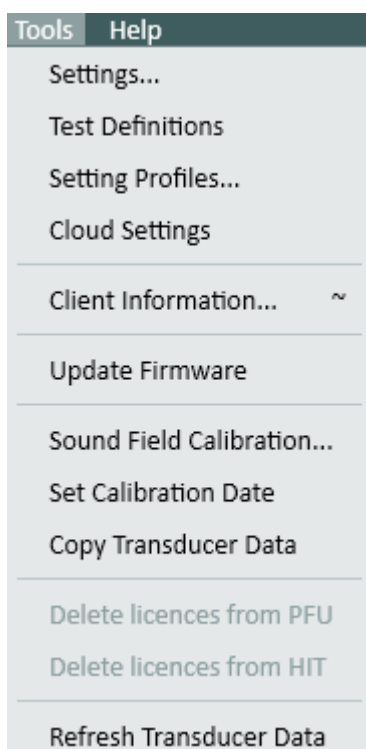 Tools Help
Settings...
Test Definitions
Setting Profiles...
Cloud Settings
Client Information... ~
Update Firmware
Sound Field Calibration...
Set Calibration Date
Copy Transducer Data
Delete licences from PFU
Delete licences from HIT
Refresh Transducer Data